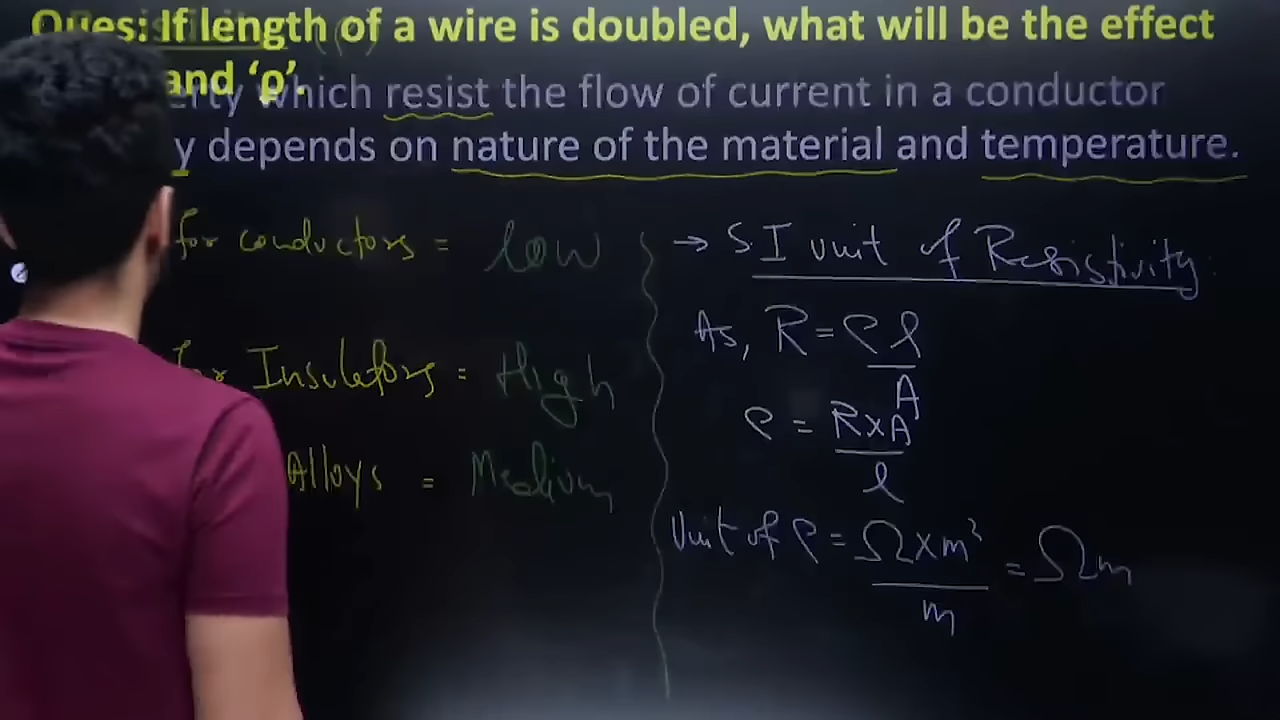 Ques: If length of a wire is doubled, what will be the effect
and ‘ρ’.
(ρ)
which resist the flow of current in a conductor
y depends on nature of the material and temperature.
for conductors = low
for Insulators = High
Alloys = Medium
→ S.I unit of Resistivity:
As, R = ρ l
A
ρ = R×A
l
Unit of ρ = Ω×m² = Ωm
m